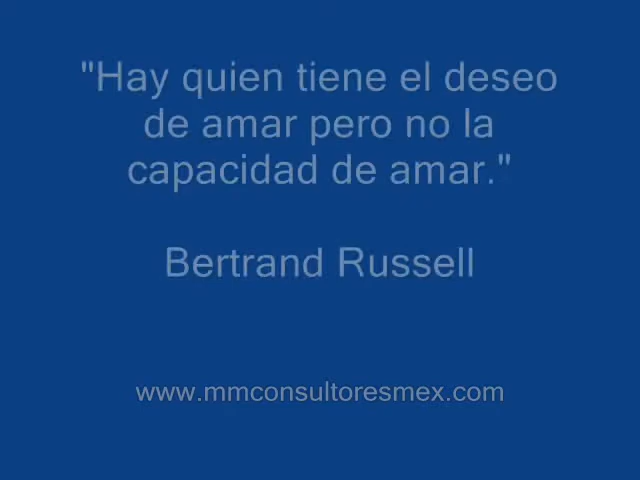 "Hay quien tiene el deseo
de amar pero no la
capacidad de amar."
Bertrand Russell
www.mmconsultoresmex.com